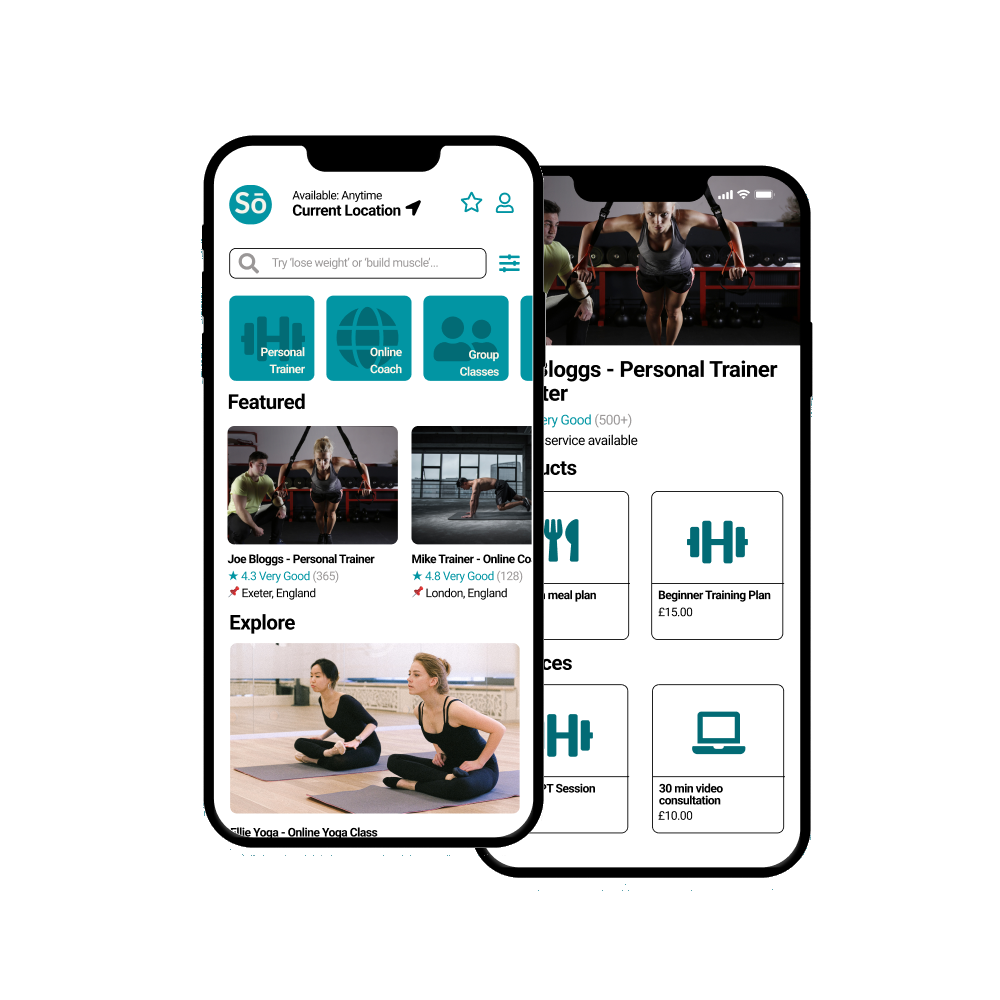 Sō
Available: Anytime
Current Location
Try 'lose weight' or 'build muscle'...
Personal
Trainer
Online
Coach
Group
Classes
Featured
Joe Bloggs - Personal Trainer
4.3 Very Good (365)
Exeter, England
Mike Trainer - Online Co
4.8 Very Good (128)
London, England
Explore
Ellie Yoga - Online Yoga Class
Bloggs - Personal Trainer
ter
ery Good (500+)
service available
ucts
meal plan
Beginner Training Plan
£15.00
ces
PT Session
30 min video
consultation
£10.00